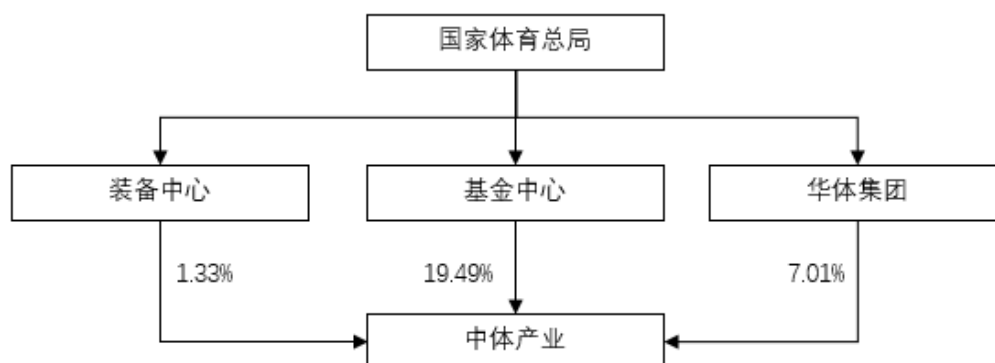 国家体育总局
装备中心
基金中心
华体集团
1.33%
19.49%
7.01%
中体产业